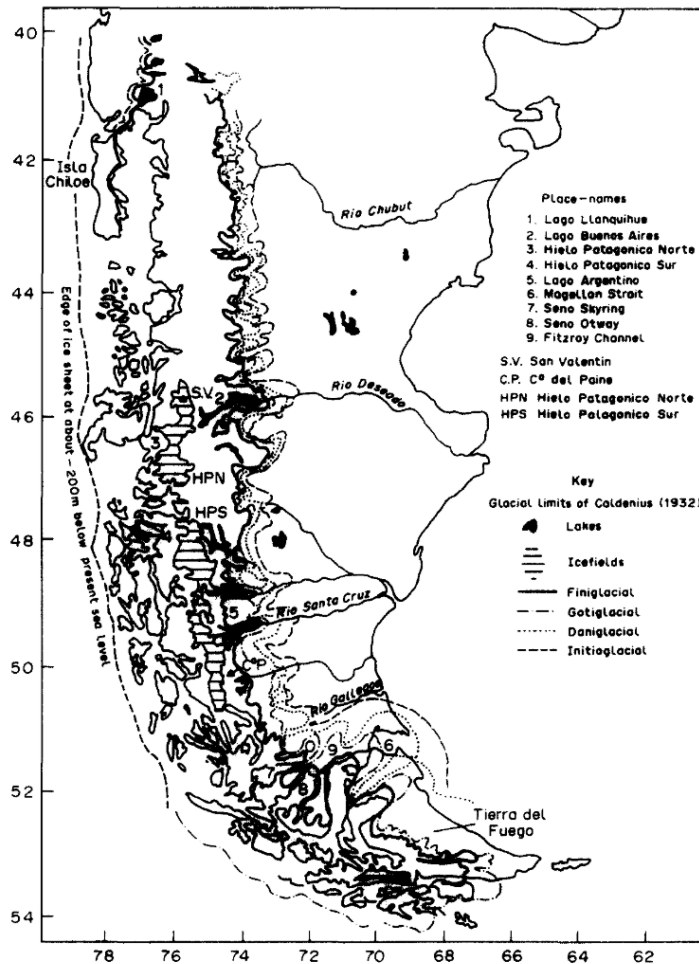 40
42
44
46
48
50
52
54
78
76
74
72
70
68
66
64
62
Isla
Chiloe
Edge of ice sheet at about -200m below present sea level
1
S.V.
2
3
HPN
HPS
5
Cº P
9
6
8
Rio Chubut
Rio Deseado
Rio Santa Cruz
Rio Gallegos
Tierra del
Fuego
Place-names
1. Lago Llanquihue
2. Lago Buenos Aires
3. Hielo Patagonico Norte
4. Hielo Patagonico Sur
5. Lago Argentino
6. Magellan Strait
7. Seno Skyring
8. Seno Otway
9. Fitzroy Channel
S.V. San Valentin
C.P. Cº del Paine
HPN Hielo Patagonico Norte
HPS Hielo Patagonico Sur
Key
Glacial limits of Caldenius (1932)
Lakes
Icefields
Finiglacial
Gotiglacial
Daniglacial
Initioglacial